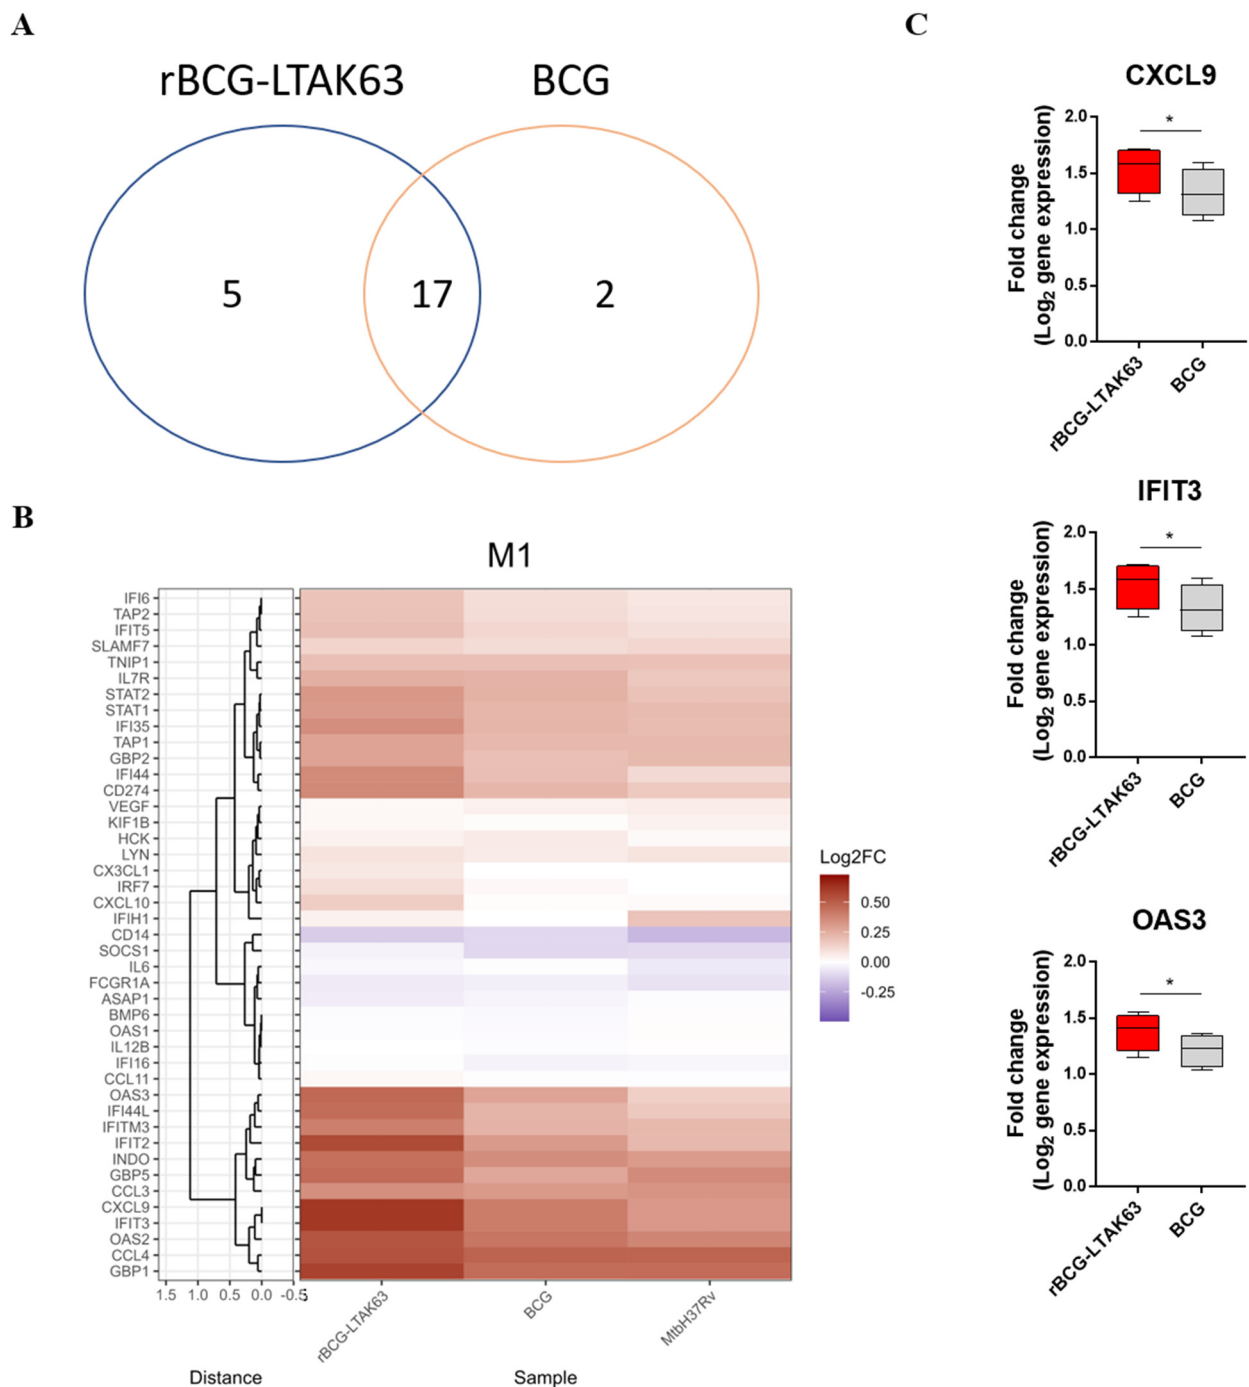 A
rBCG-LTAK63
BCG
5
17
2
B
M1
IFI6
TAP2
IFIT5
SLAMF7
TNIP1
IL7R
STAT2
STAT1
IFI35
TAP1
GBP2
IFI44
CD274
VEGF
KIF1B
HCK
LYN
CX3CL1
IRF7
CXCL10
IFIH1
CD14
SOCS1
IL6
FCGR1A
ASAP1
BMP6
OAS1
IL12B
IFI16
CCL11
OAS3
IFI44L
IFITM3
IFIT2
INDO
GBP5
CCL3
CXCL9
IFIT3
OAS2
CCL4
GBP1
1.5 1.0 0.5 0.0 -0.5
rBCG-LTAK63
BCG
MtbH37Rv
Distance
Sample
Log2FC
0.50
0.25
0.00
-0.25
C
CXCL9
Fold change
(Log2 gene expression)
2.0
1.5
1.0
0.5
0.0
*
rBCG-LTAK63
BCG
IFIT3
Fold change
(Log2 gene expression)
2.0
1.5
1.0
0.5
0.0
*
rBCG-LTAK63
BCG
OAS3
Fold change
(Log2 gene expression)
2.0
1.5
1.0
0.5
0.0
*
rBCG-LTAK63
BCG